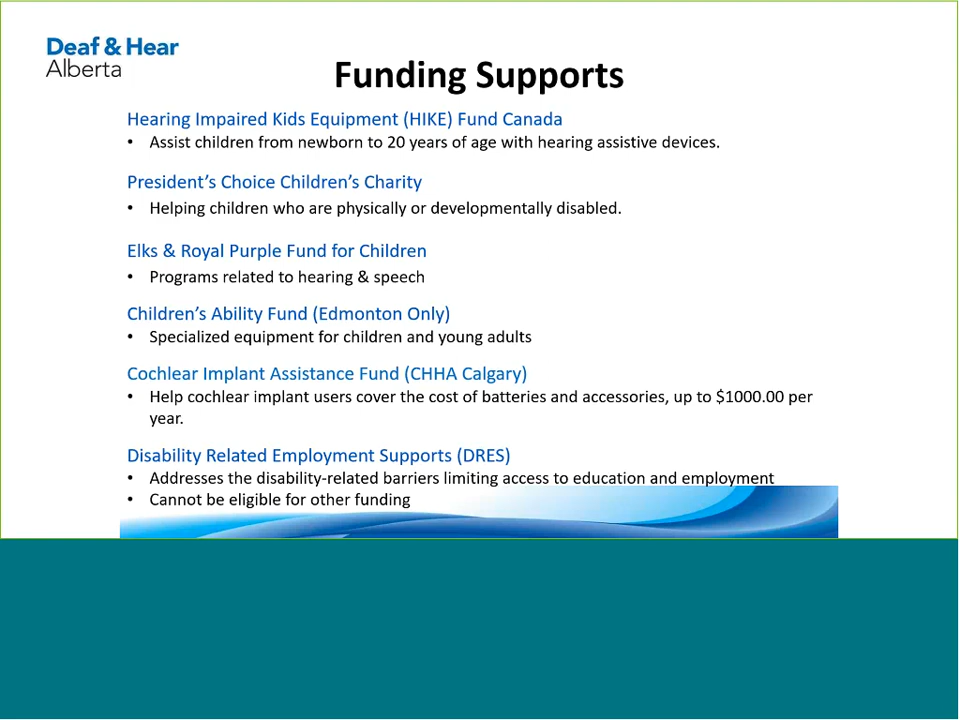 Deaf & Hear
Alberta
Funding Supports
Hearing Impaired Kids Equipment (HIKE) Fund Canada
• Assist children from newborn to 20 years of age with hearing assistive devices.
President’s Choice Children’s Charity
• Helping children who are physically or developmentally disabled.
Elks & Royal Purple Fund for Children
• Programs related to hearing & speech
Children’s Ability Fund (Edmonton Only)
• Specialized equipment for children and young adults
Cochlear Implant Assistance Fund (CHHA Calgary)
• Help cochlear implant users cover the cost of batteries and accessories, up to $1000.00 per
year.
Disability Related Employment Supports (DRES)
• Addresses the disability-related barriers limiting access to education and employment
• Cannot be eligible for other funding